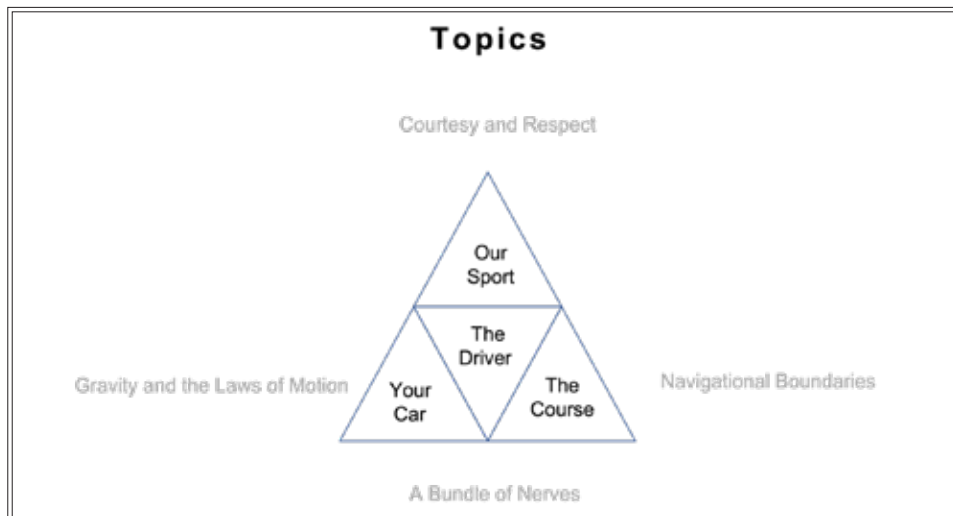 Topics
Courtesy and Respect
Our
Sport
The
Driver
Gravity and the Laws of Motion
Your
Car
The
Course
Navigational Boundaries
A Bundle of Nerves